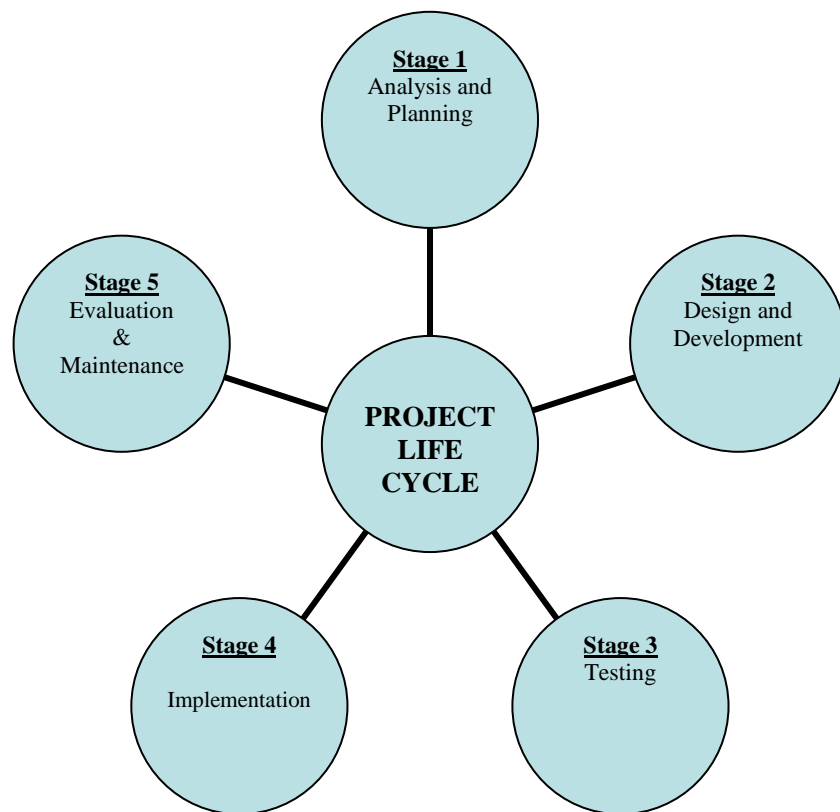 Stage 1
Analysis and
Planning
Stage 2
Design and
Development
Stage 3
Testing
Stage 4
Implementation
Stage 5
Evaluation
&
Maintenance
PROJECT
LIFE
CYCLE